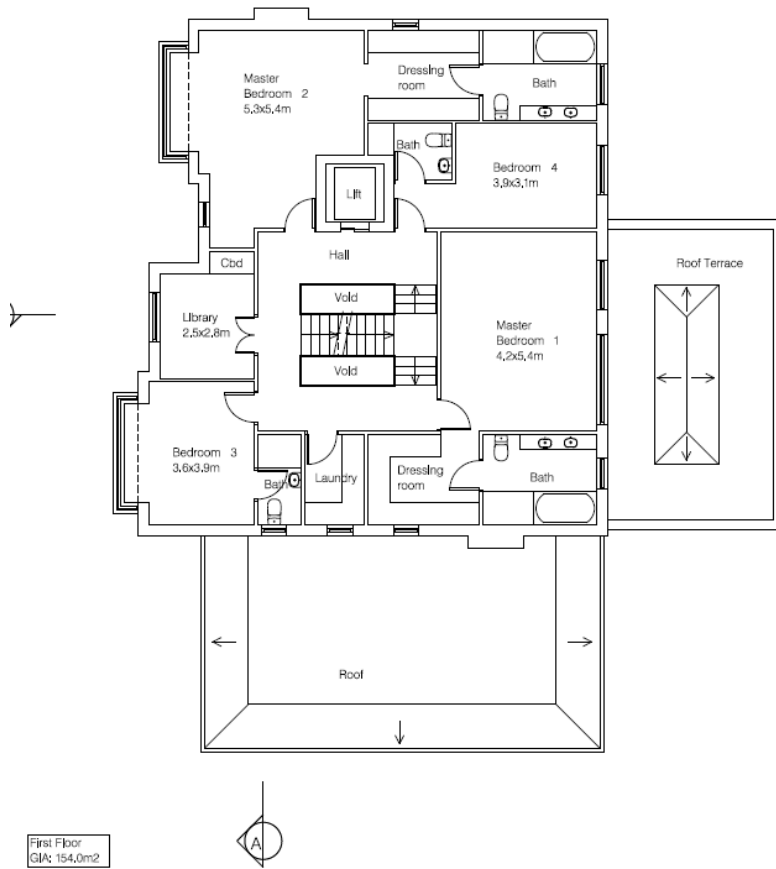 Master
Bedroom 2
5.3x5.4m
Dressing
room
Bath
Bath
Bedroom 4
3.9x3.1m
Lift
Hall
Cbd
Roof Terrace
Void
Library
2.5x2.8m
Master
Bedroom 1
4.2x5.4m
Void
Bedroom 3
3.6x3.9m
Bath
Laundry
Dressing
room
Bath
Roof
A
First Floor
GIA: 154.0m2